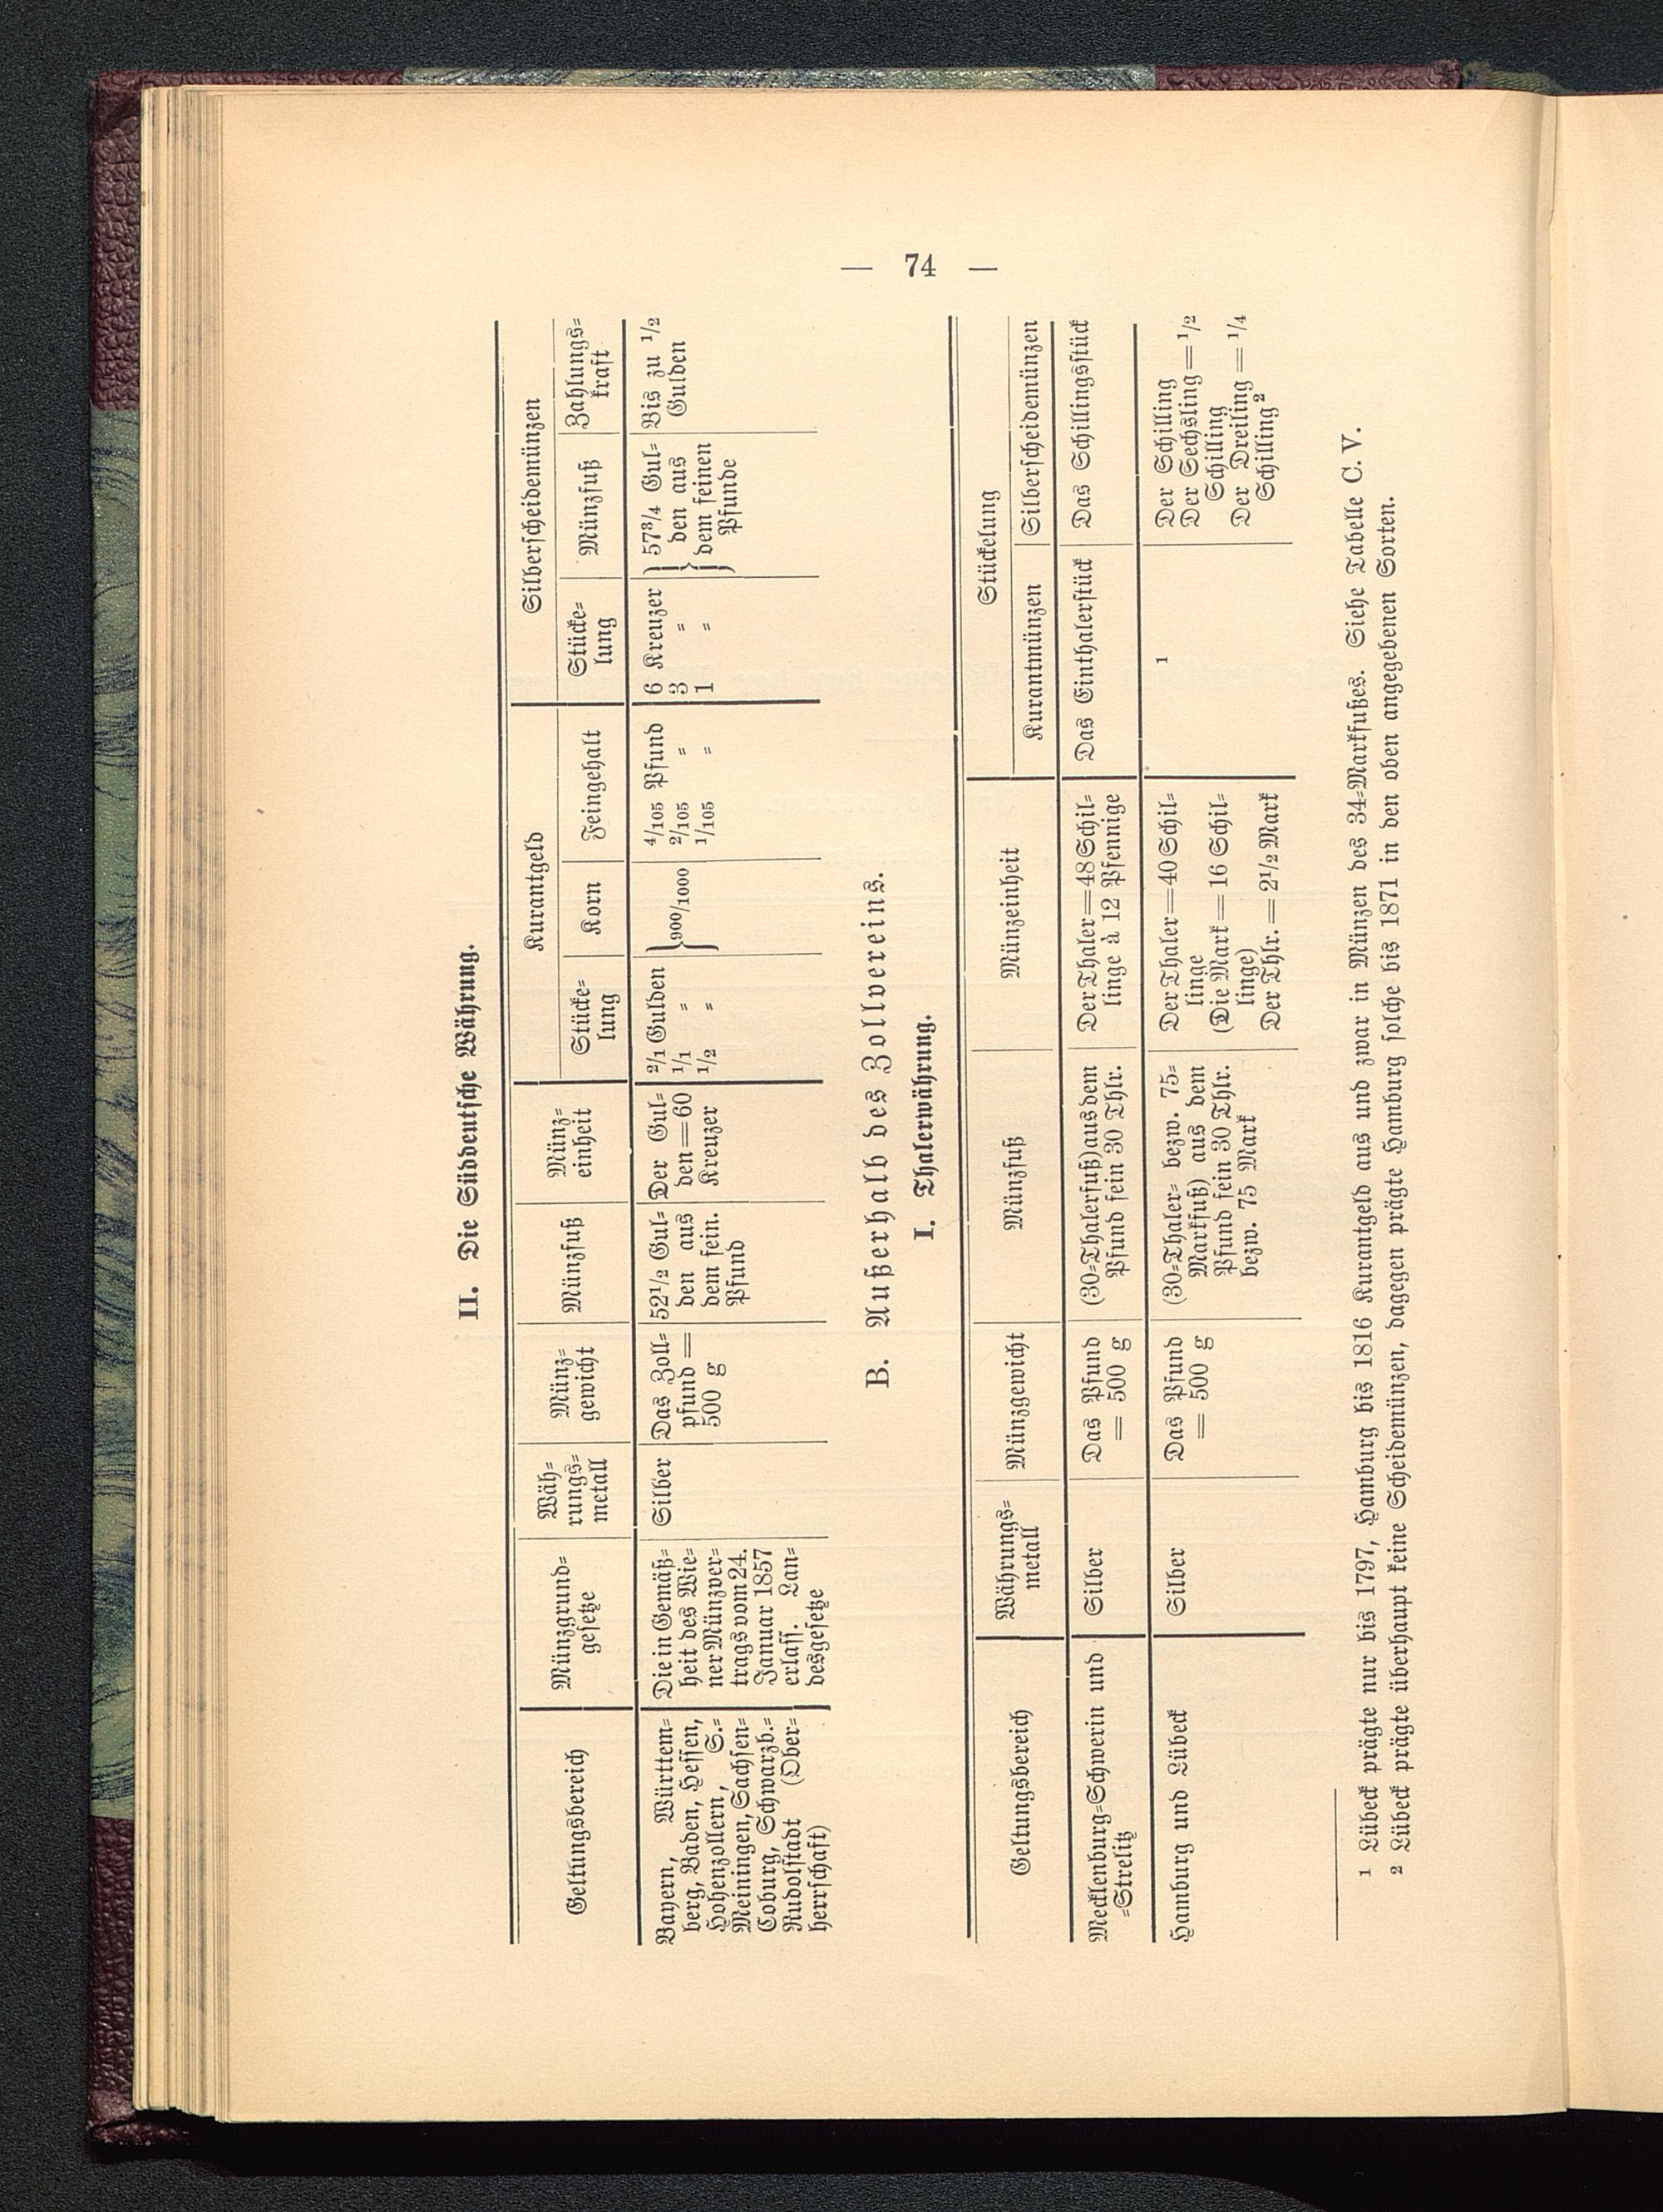 — 74 —
II. Die Süddeutsche Währung.
Geltungsbereich
Münzgrund=
gesetze
Wäh=
rungs=
metall
Münz=
gewicht
Münzfuß
Münz=
einheit
Kurantgeld
Stücke=
lung
Korn
Feingehalt
Silberscheidemünzen
Stücke=
lung
Münzfuß
Zahlungs=
kraft
Bayern, Württem=
berg, Baden, Hessen,
Hohenzollern, S.=
Meiningen, Sachsen=
Coburg, Schwarzb.=
Rudolstadt (Ober=
herrschaft)
Die in Gemäß=
heit des Wie=
ner Münzver=
trags vom 24.
Januar 1857
erlass. Lan=
desgesetze
Silber
Das Zoll=
pfund =
500 g
52 1/2 Gul=
den aus
dem fein.
Pfund
Der Gul=
den = 60
Kreuzer
2/1 Gulden
1/1 "
1/2 "
} 900/1000
4/105 Pfund
2/105 "
1/105 "
6 Kreuzer
3 "
1 "
} 57 3/4 Gul=
den aus
dem feinen
Pfunde
Bis zu 1/2
Gulden
B. Außerhalb des Zollvereins.
I. Thalerwährung.
Geltungsbereich
Währungs=
metall
Münzgewicht
Münzfuß
Münzeinheit
Stückelung
Kurantmünzen
Silberscheidemünzen
Mecklenburg=Schwerin und
=Strelitz
Silber
Das Pfund
= 500 g
(30=Thalerfuß) aus dem
Pfund fein 30 Thlr.
Der Thaler = 48 Schil=
linge à 12 Pfennige
Das Einthalerstück
Das Schillingsstück
Hamburg und Lübeck
Silber
Das Pfund
= 500 g
(30=Thaler= bezw. 75=
Markfuß) aus dem
Pfund fein 30 Thlr.
bezw. 75 Mark
Der Thaler = 40 Schil=
linge
(Die Mark = 16 Schil=
linge)
Der Thlr. = 2 1/2 Mark
1
Der Schilling
Der Sechsling = 1/2
Schilling
Der Dreiling = 1/4
Schilling 2
1 Lübeck prägte nur bis 1797, Hamburg bis 1816 Kurantgeld aus und zwar in Münzen des 34=Markfußes. Siehe Tabelle C. V.
2 Lübeck prägte überhaupt keine Scheidemünzen, dagegen prägte Hamburg solche bis 1871 in den oben angegebenen Sorten.